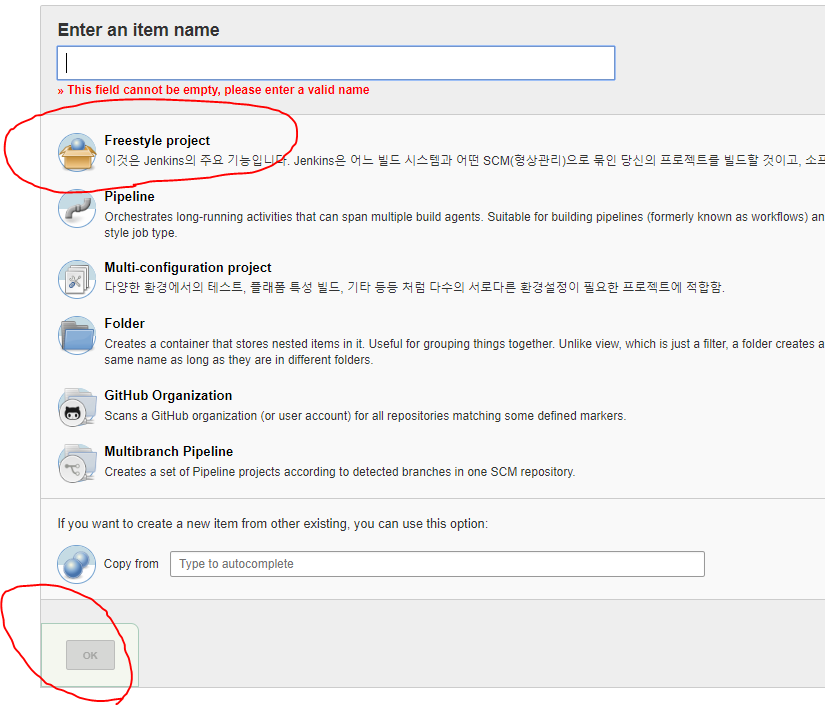 Enter an item name
» This field cannot be empty, please enter a valid name
Freestyle project
이것은 Jenkins의 주요 기능입니다. Jenkins은 어느 빌드 시스템과 어떤 SCM(형상관리)으로 묶인 당신의 프로젝트를 빌드할 것이고, 소프
Pipeline
Orchestrates long-running activities that can span multiple build agents. Suitable for building pipelines (formerly known as workflows) an
style job type.
Multi-configuration project
다양한 환경에서의 테스트, 플래폼 특성 빌드, 기타 등등 처럼 다수의 서로다른 환경설정이 필요한 프로젝트에 적합함.
Folder
Creates a container that stores nested items in it. Useful for grouping things together. Unlike view, which is just a filter, a folder creates a
same name as long as they are in different folders.
GitHub Organization
Scans a GitHub organization (or user account) for all repositories matching some defined markers.
Multibranch Pipeline
Creates a set of Pipeline projects according to detected branches in one SCM repository.
If you want to create a new item from other existing, you can use this option:
Copy from
Type to autocomplete
OK